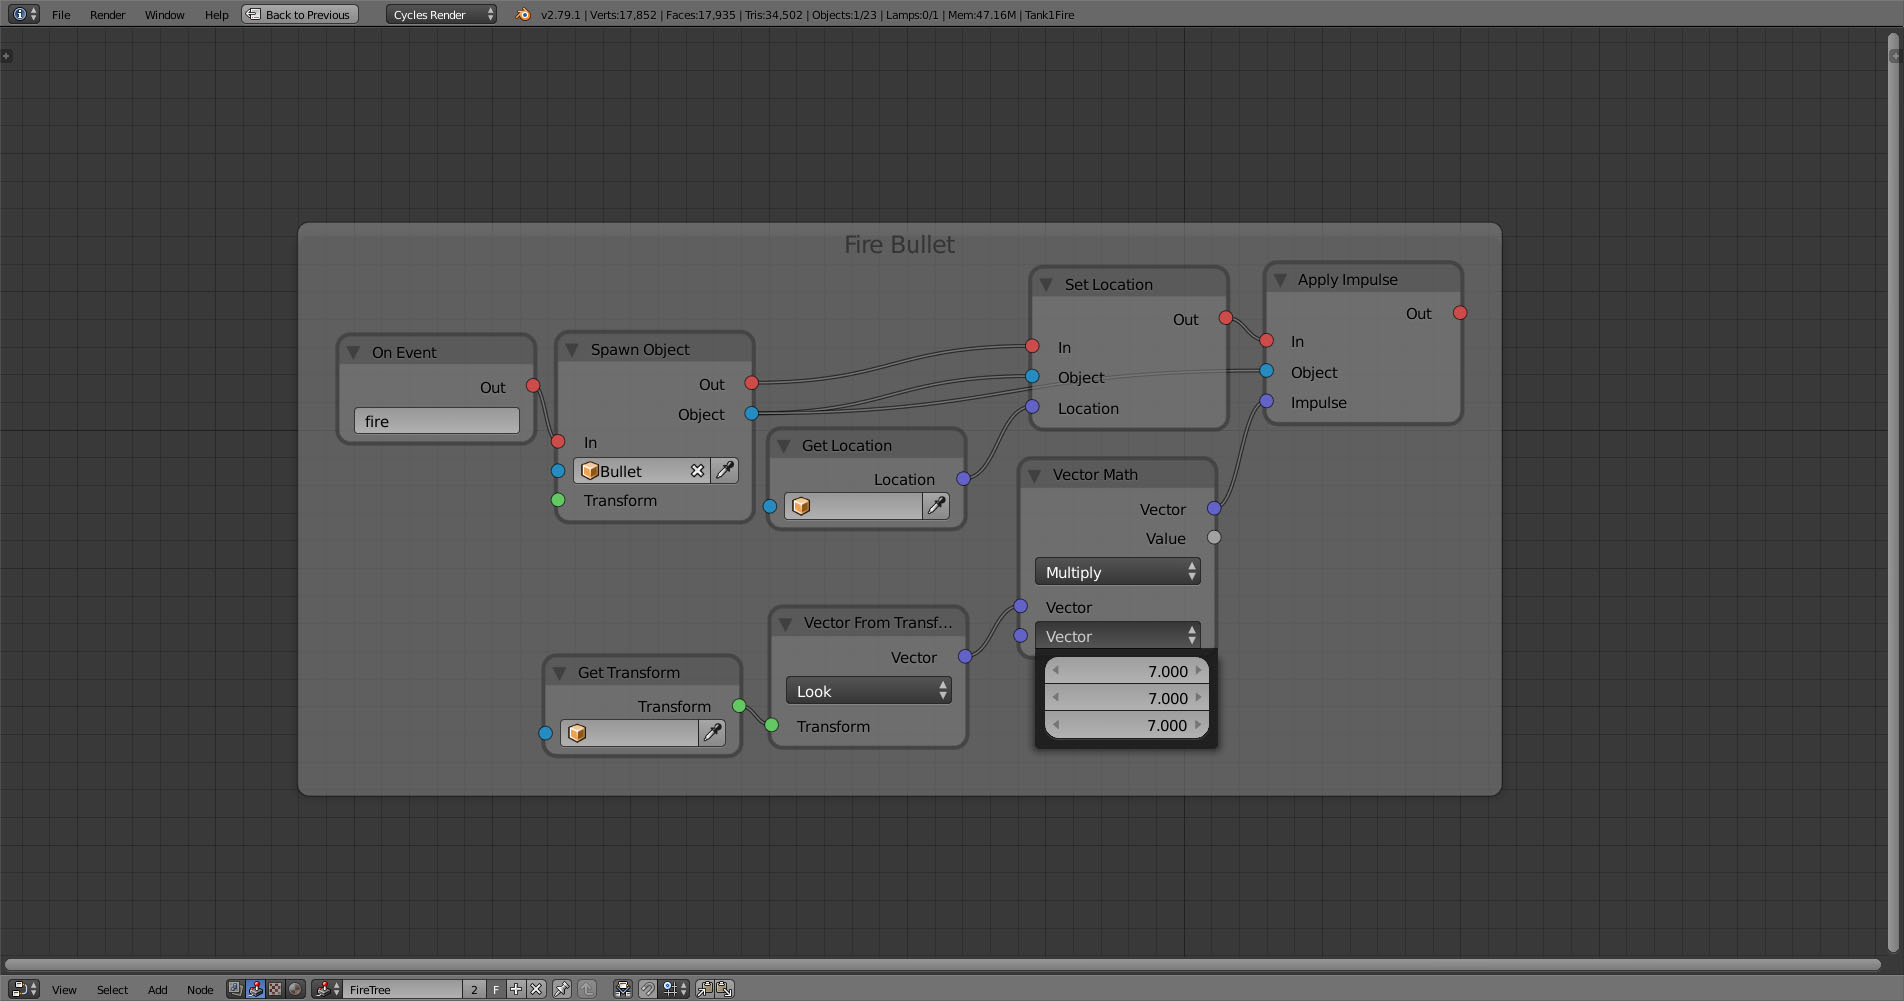 File Render Window Help Back to Previous Cycles Render v2.79.1 | Verts:17,852 | Faces:17,935 | Tris:34,502 | Objects:1/23 | Lamps:0/1 | Mem:47.16M | Tank1Fire
Fire Bullet
On Event
Out
fire
Spawn Object
Out
Object
In
Bullet
Transform
Get Location
Location
Set Location
Out
In
Object
Location
Apply Impulse
Out
In
Object
Impulse
Get Transform
Transform
Vector From Transf...
Vector
Look
Transform
Vector Math
Vector
Value
Multiply
Vector
Vector
7.000
7.000
7.000
View Select Add Node FireTree 2 F